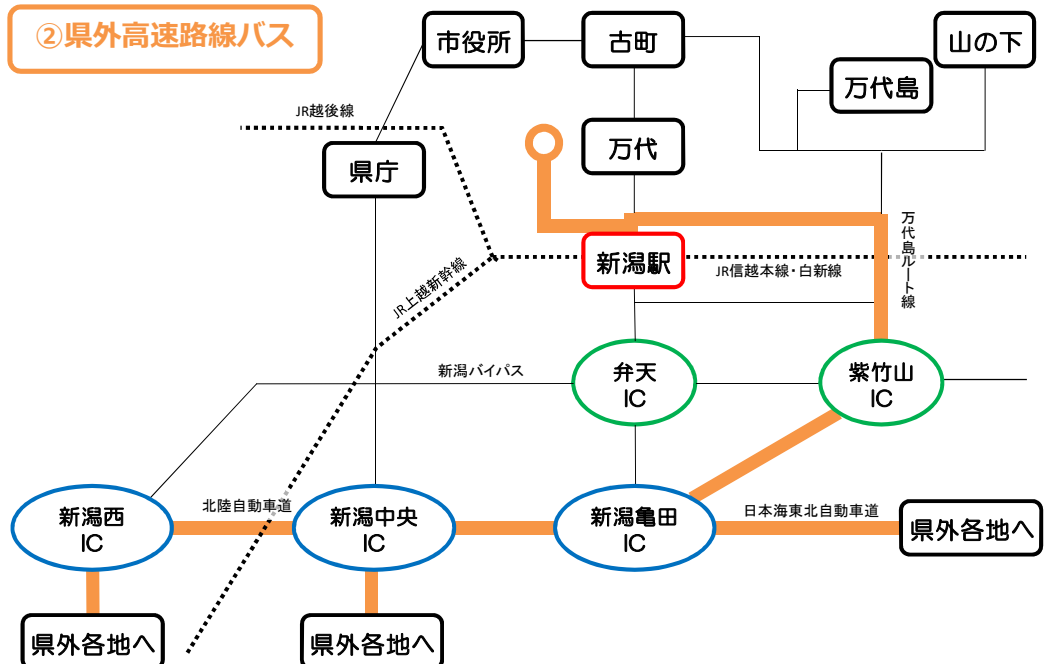 ②県外高速路線バス
市役所
古町
山の下
万代島
JR越後線
万代
県庁
万代島ルート線
新潟駅
JR信越本線・白新線
JR上越新幹線
新潟バイパス
弁天
IC
紫竹山
IC
北陸自動車道
日本海東北自動車道
新潟西
IC
新潟中央
IC
新潟亀田
IC
県外各地へ
県外各地へ
県外各地へ